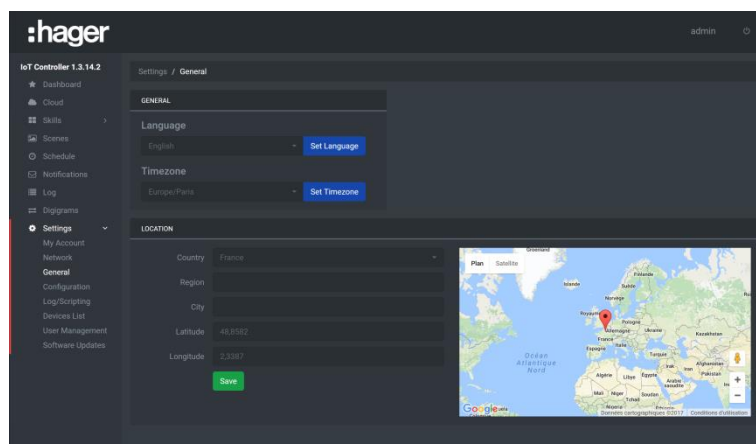 :hager
admin
IoT Controller 1.3.14.2
Dashboard
Cloud
Skills
Scenes
Schedule
Notifications
Log
Digigrams
Settings
My Account
Network
General
Configuration
Log/Scripting
Devices List
User Management
Software Updates
Settings / General
GENERAL
Language
English
Set Language
Timezone
Europe/Paris
Set Timezone
LOCATION
Country
France
Region
City
Latitude
48,8582
Longitude
2,3387
Save
Plan
Satellite
Groenland
Islande
Finlande
Suède
Norvège
Pologne
Allemagne
Ukraine
Kazakhstan
France
Italie
Espagne
Turquie
Océan
Atlantique
Nord
Irak
Iran
Afghanistan
Pakistan
Algérie
Libye
Égypte
Arabie
saoudite
Mali
Niger
Tchad
Soudan
Google
Données cartographiques ©2017
Conditions d'utilisation